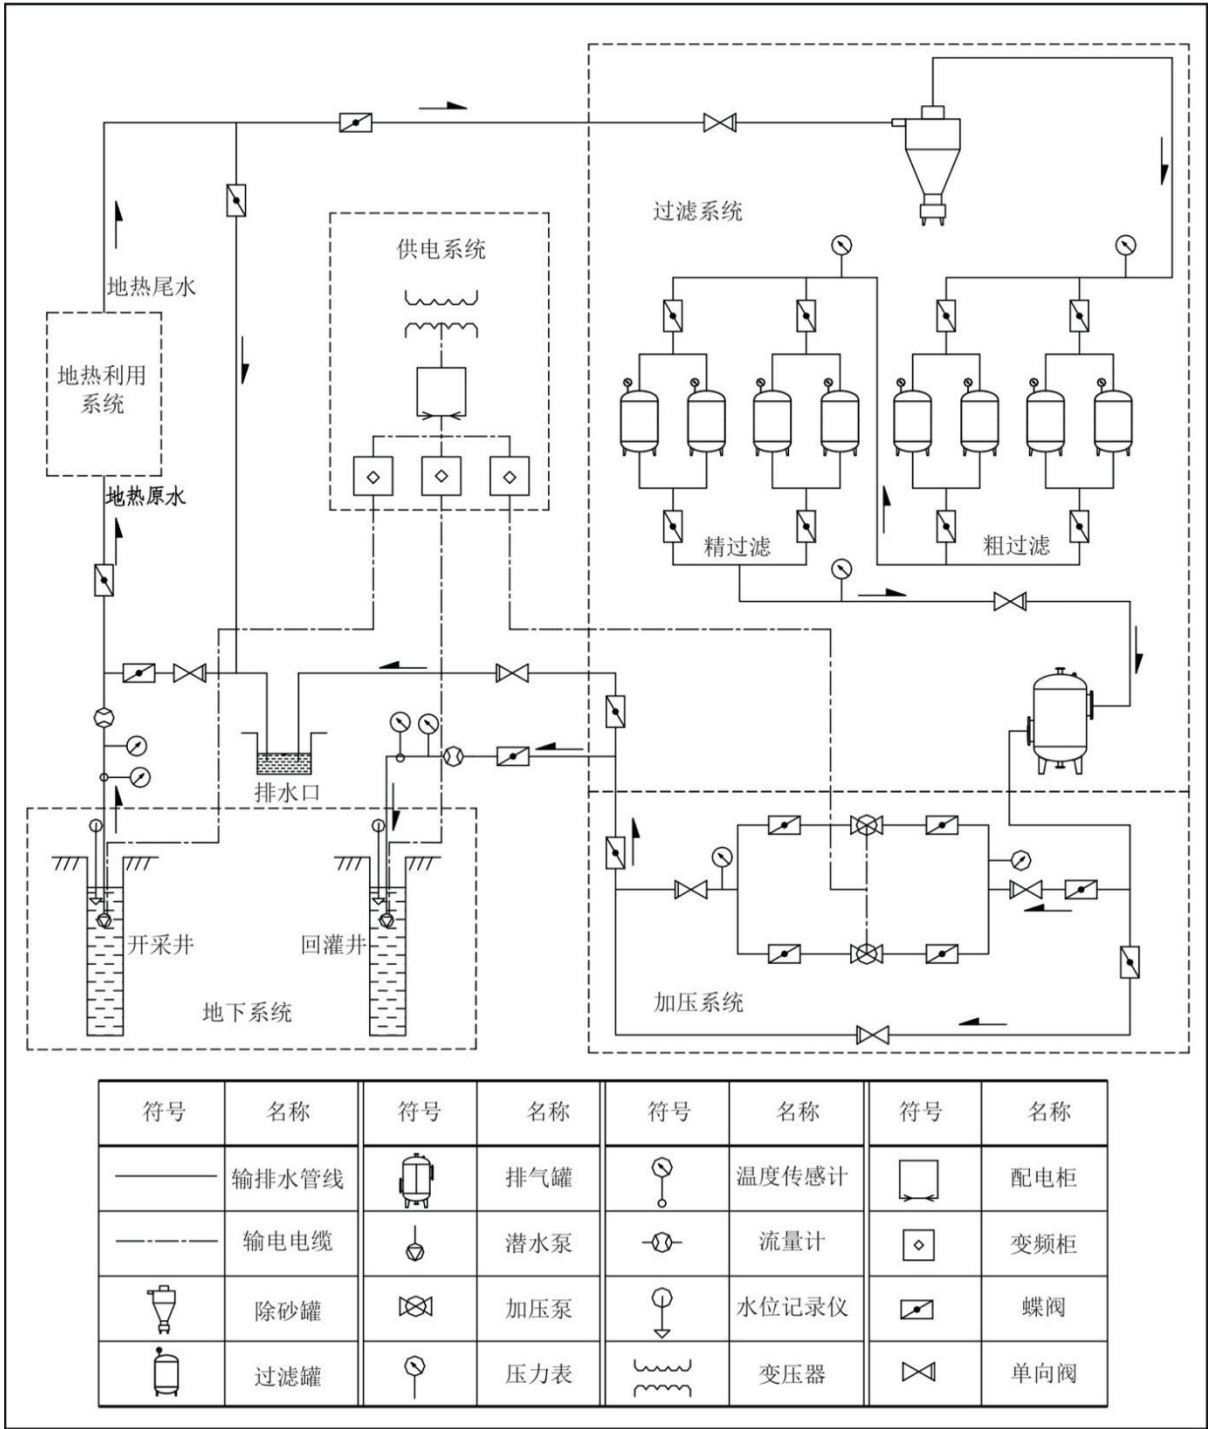 过滤系统
供电系统
地热尾水
地热利用
系统
地热原水
精过滤
粗过滤
排水口
开采井
回灌井
地下系统
加压系统
符号 名称 符号 名称 符号 名称 符号 名称
输排水管线 排气罐 温度传感计 配电柜
输电电缆 潜水泵 流量计 变频柜
除砂罐 加压泵 水位记录仪 蝶阀
过滤罐 压力表 变压器 单向阀